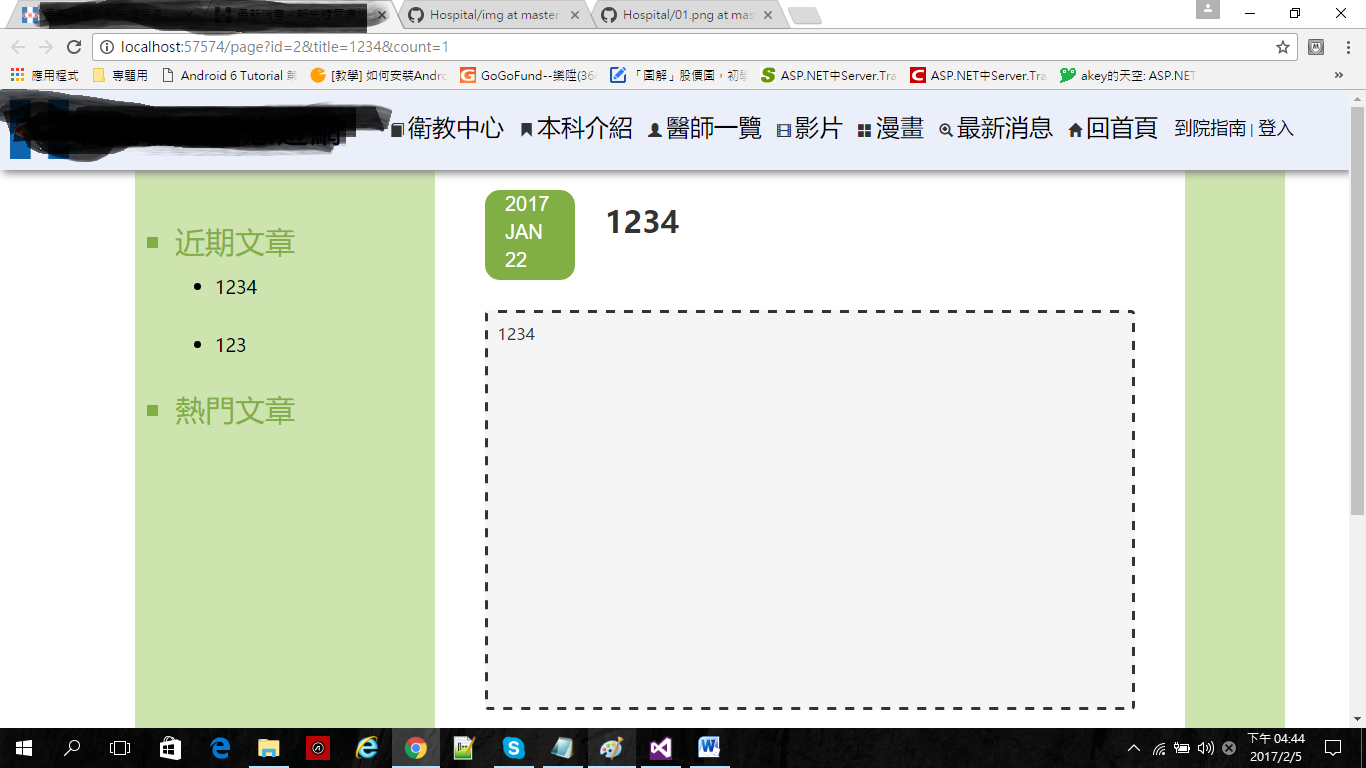 Hospital/img at master
Hospital/01.png at mas
localhost:57574/page?id=2&title=1234&count=1
應用程式 專題用 Android 6 Tutorial [教學] 如何安裝Andro GoGoFund--樂陞(36 「圖解」股價圖，初學 ASP.NET中Server.Tra ASP.NET中Server.Tra akey的天空: ASP.NET »
衛教中心 本科介紹 醫師一覽 影片 漫畫 最新消息 回首頁 到院指南 | 登入
2017
JAN
22
1234
近期文章
1234
123
熱門文章
1234
下午 04:44
2017/2/5